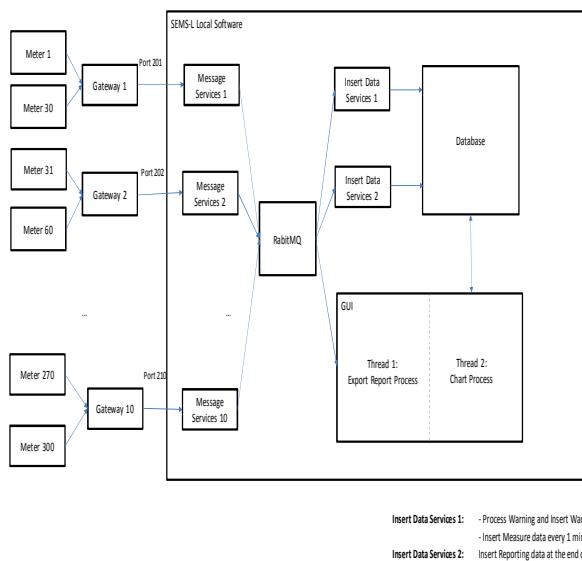 SEMS-L Local Software
Meter 1
Meter 30
Gateway 1
Port 201
Message
Services 1
Insert Data
Services 1
Database
Meter 31
Meter 60
Gateway 2
Port 202
Message
Services 2
Insert Data
Services 2
RabitMQ
...
...
GUI
Thread 1:
Export Report Process
Thread 2:
Chart Process
Meter 270
Meter 300
Gateway 10
Port 210
Message
Services 10
Insert Data Services 1: - Process Warning and Insert
- Insert Measure data every 1
Insert Data Services 2: Insert Reporting data at the end